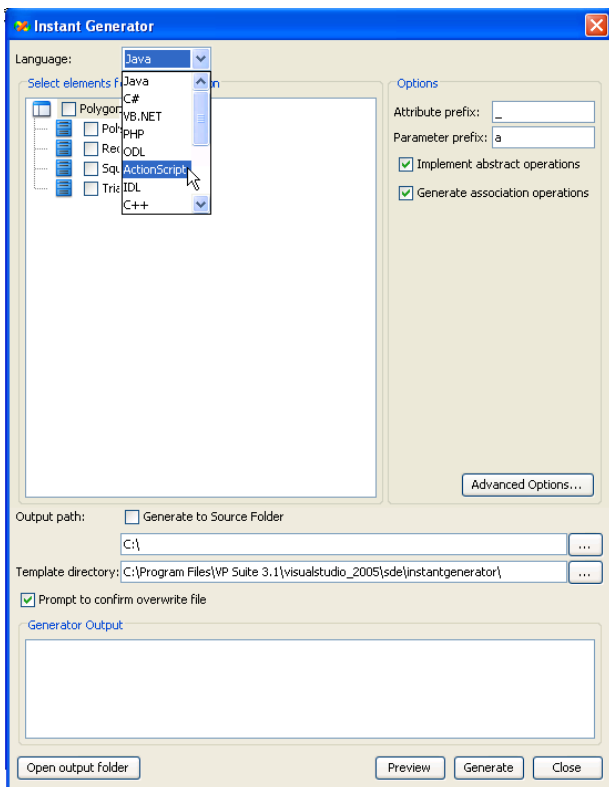 Instant Generator
Language: Java
Select elements f n
Java
C#
VB.NET
PHP
ODL
ActionScript
IDL
C++
Polygon
Pol
Rec
Squ
Tria
Options
Attribute prefix: _
Parameter prefix: a
Implement abstract operations
Generate association operations
Advanced Options...
Output path: Generate to Source Folder
C:\ ...
Template directory: C:\Program Files\VP Suite 3.1\visualstudio_2005\sde\instantgenerator\ ...
Prompt to confirm overwrite file
Generator Output
Open output folder Preview Generate Close